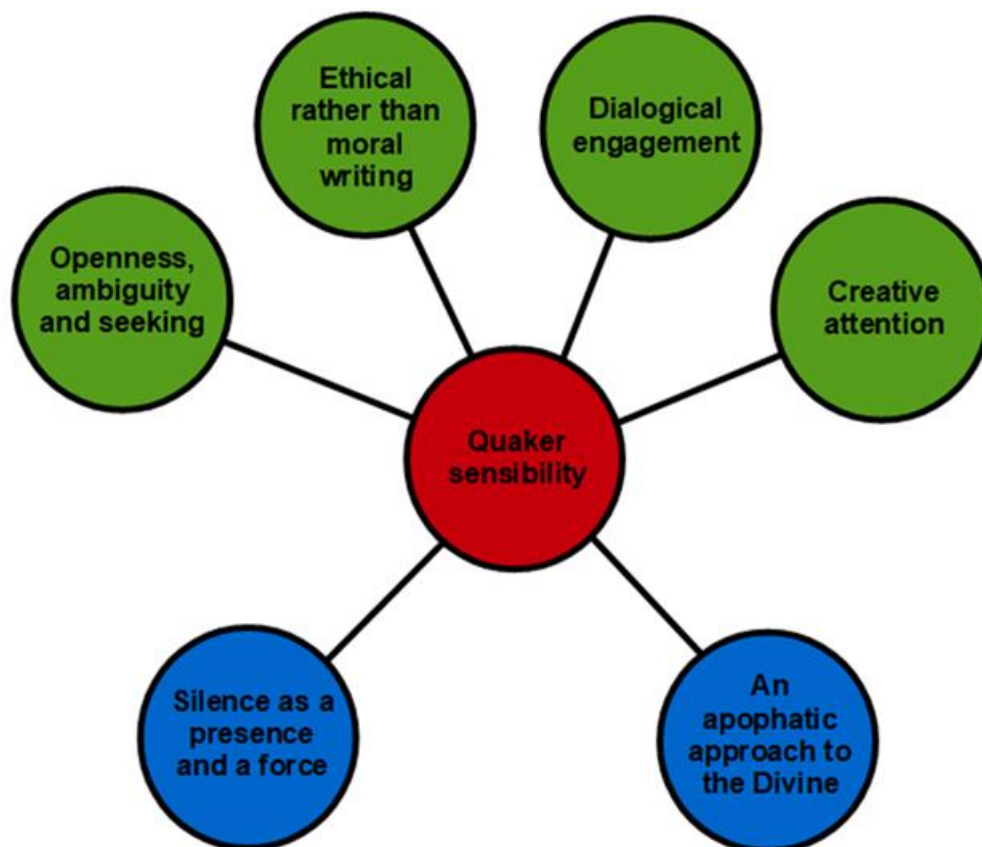 Ethical
rather than
moral
writing
Dialogical
engagement
Openness,
ambiguity
and seeking
Creative
attention
Quaker
sensibility
Silence as a
presence
and a force
An
apophatic
approach to
the Divine